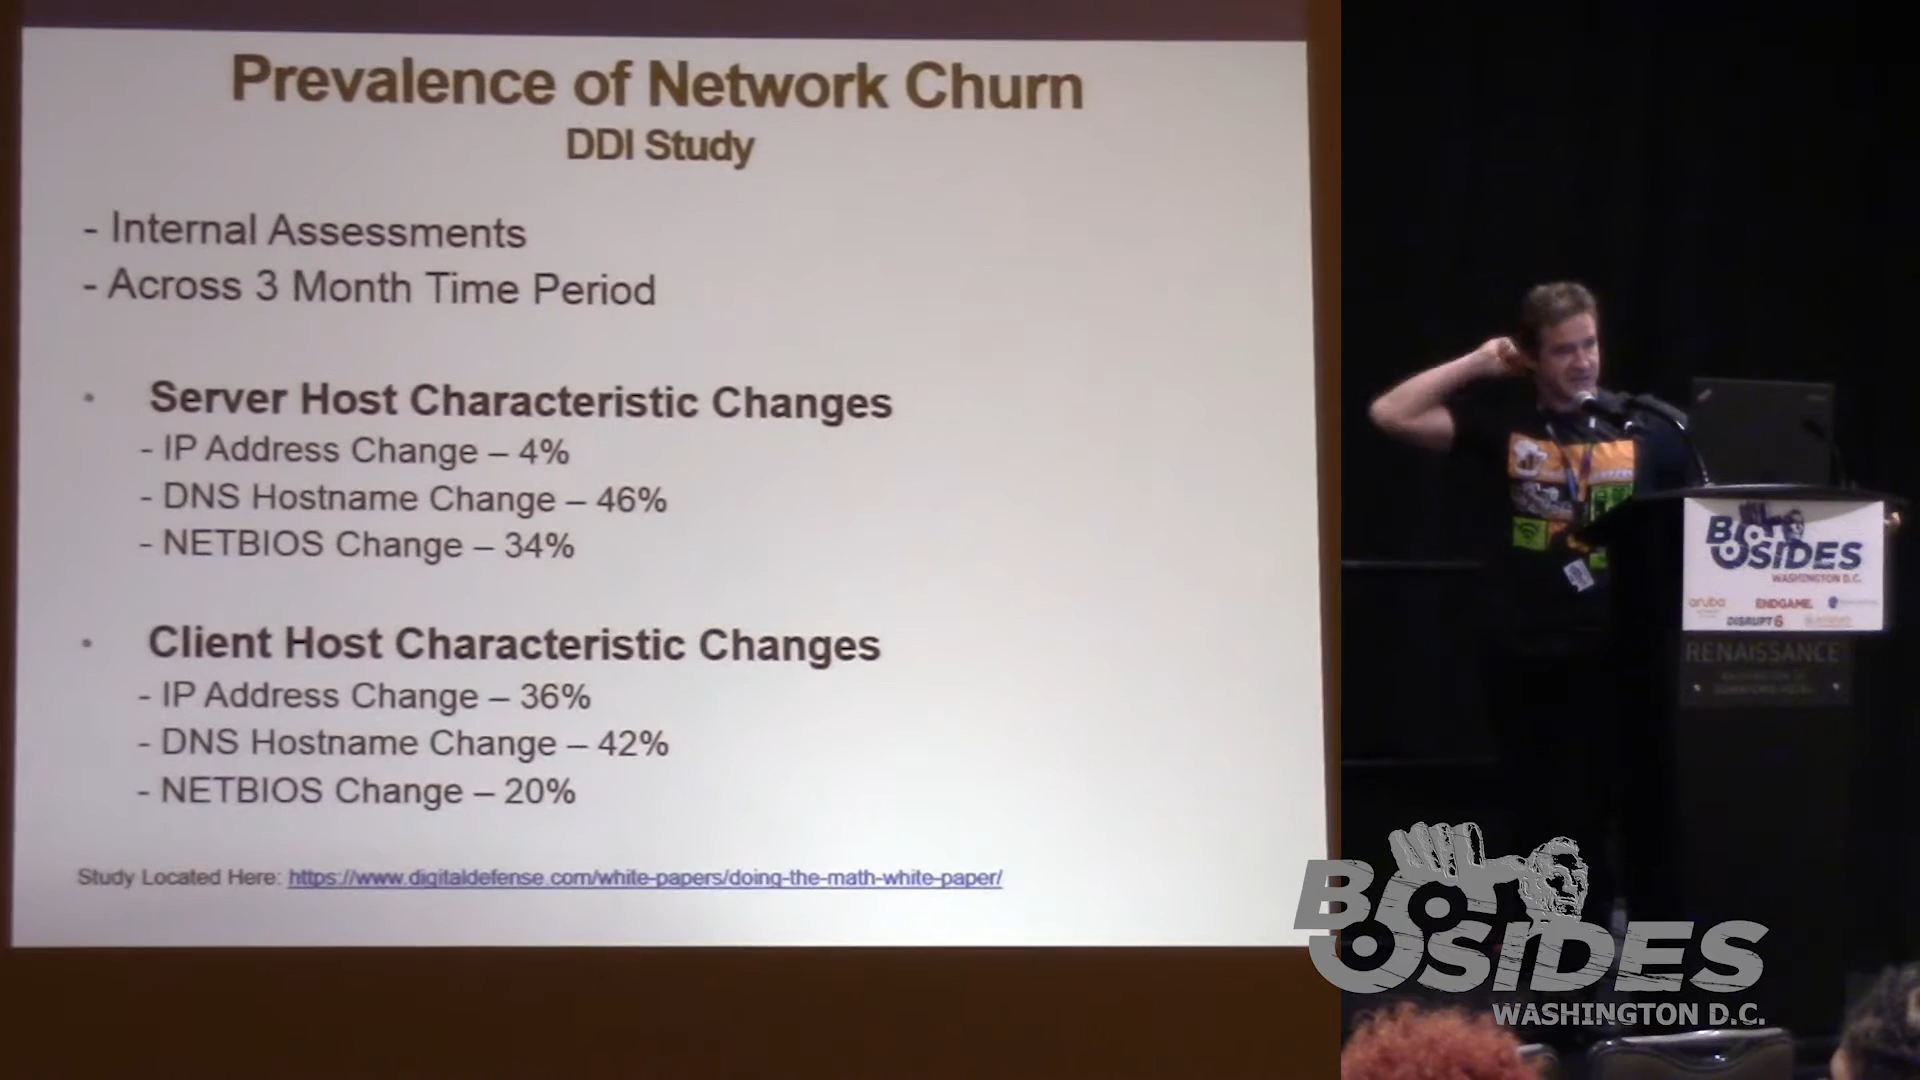 Prevalence of Network Churn
DDI Study
- Internal Assessments
- Across 3 Month Time Period
• Server Host Characteristic Changes
- IP Address Change – 4%
- DNS Hostname Change – 46%
- NETBIOS Change – 34%
• Client Host Characteristic Changes
- IP Address Change – 36%
- DNS Hostname Change – 42%
- NETBIOS Change – 20%
Study Located Here: https://www.digitaldefense.com/white-papers/doing-the-math-white-paper/
BSIDES
WASHINGTON D.C.
aruba ENDGAME.
DISRUPT6
RENAISSANCE
BSIDES
WASHINGTON D.C.